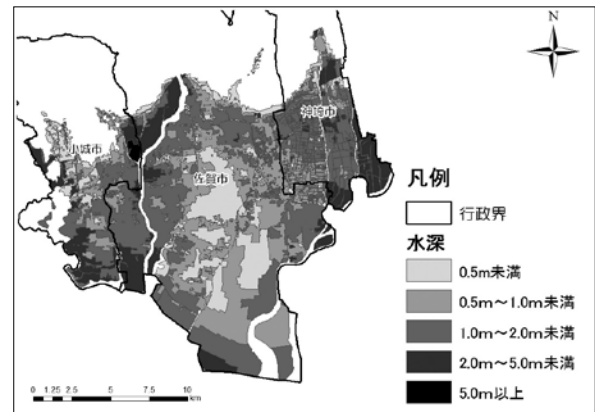 N
小城市
佐賀市
神埼市
凡例
行政界
水深
0.5m未満
0.5m～1.0m未満
1.0m～2.0m未満
2.0m～5.0m未満
5.0m以上
0 1.25 2.5 5 7.5 10
km